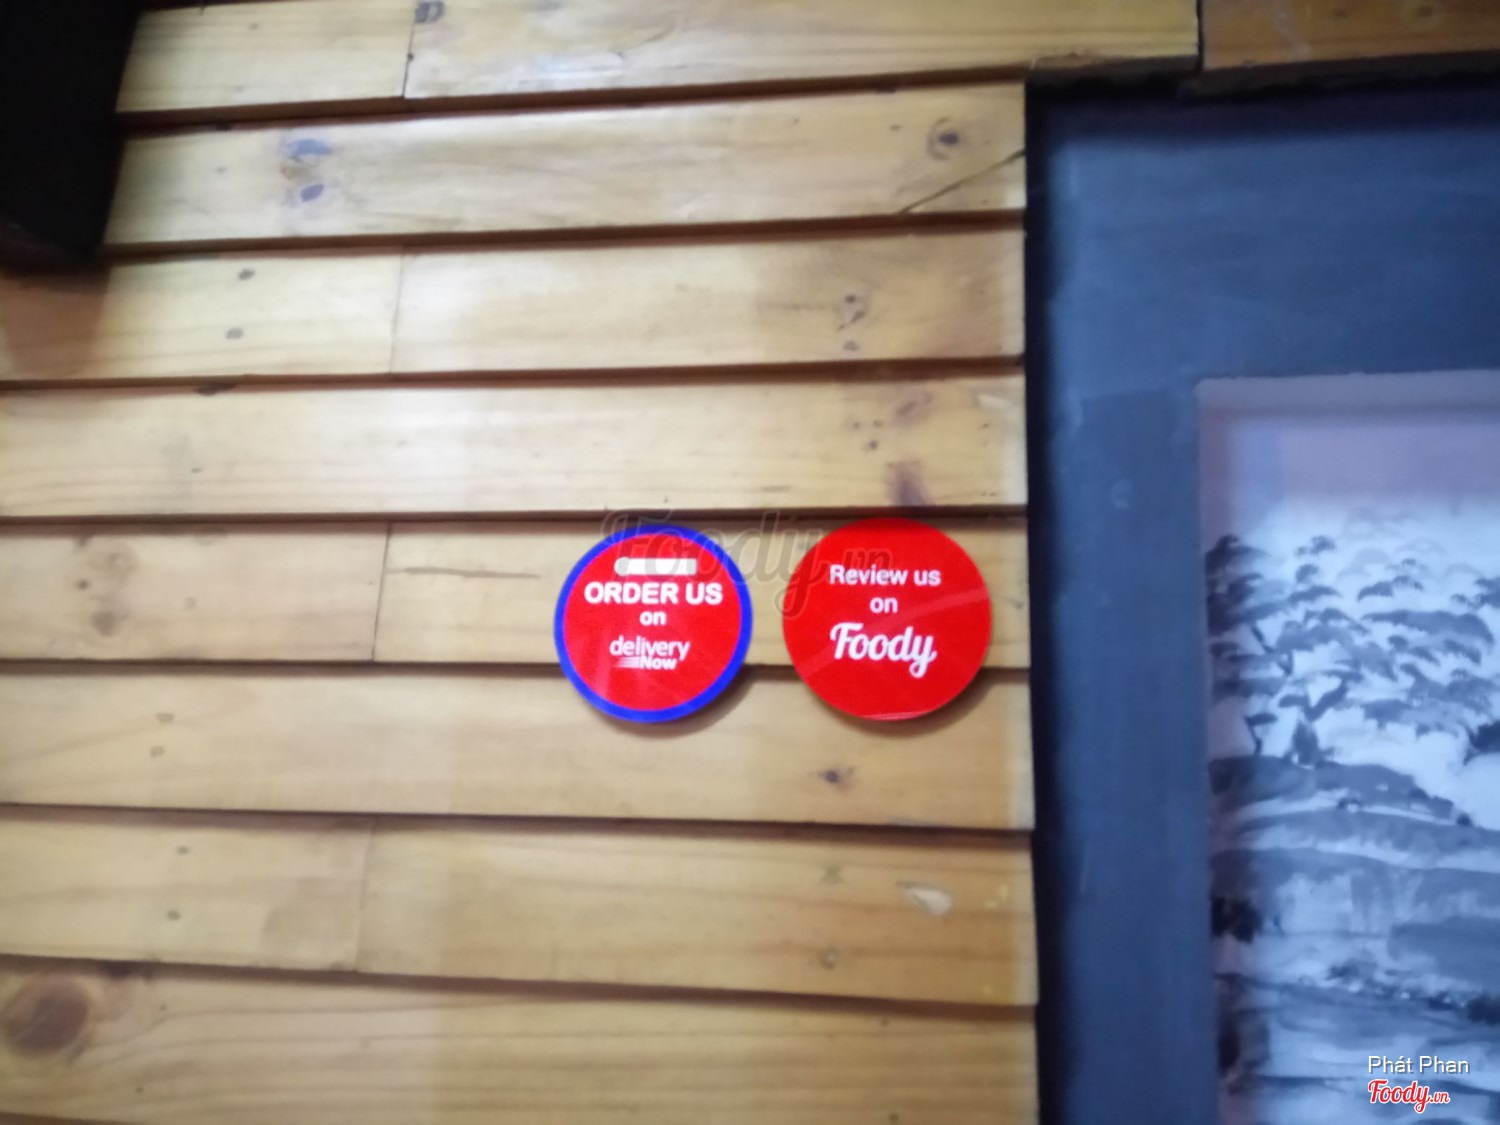 Foody.vn
ORDER US
on
delivery
Now
Review us
on
Foody
Phát Phan
Foody.vn